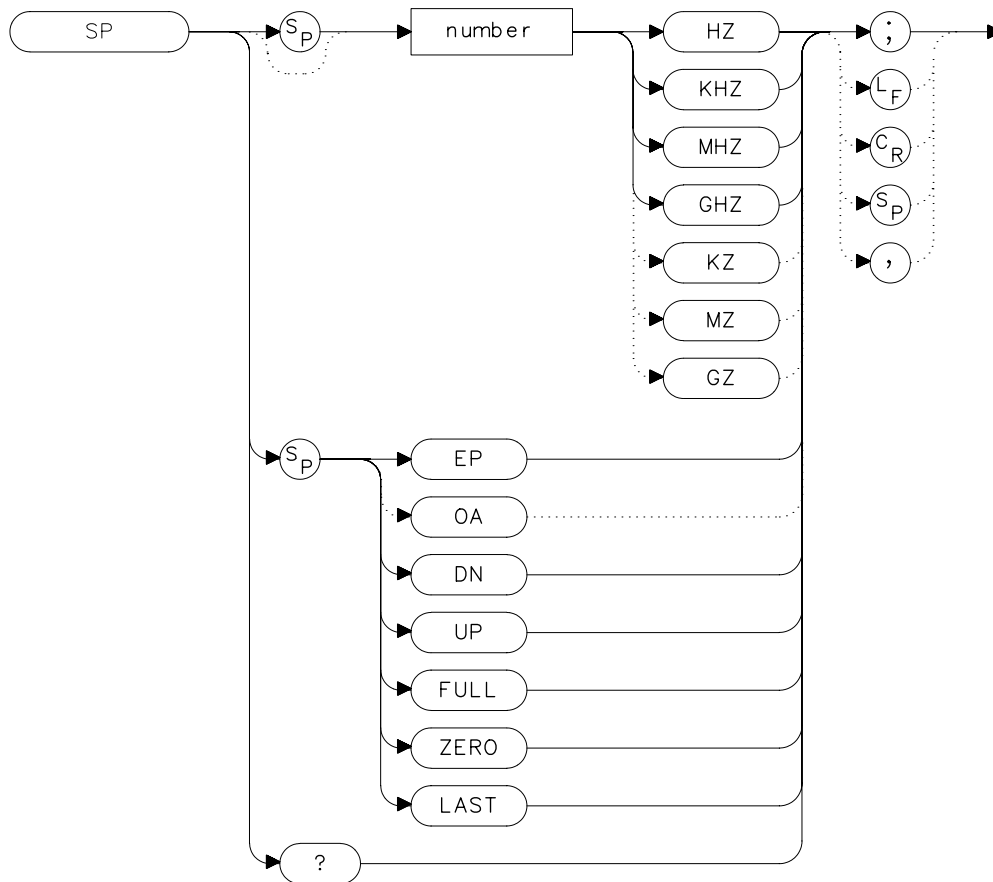 SP SP number HZ ;
KHZ LF
MHZ CR
GHZ SP
KZ ,
MZ
GZ
SP EP
OA
DN
UP
FULL
ZERO
LAST
?